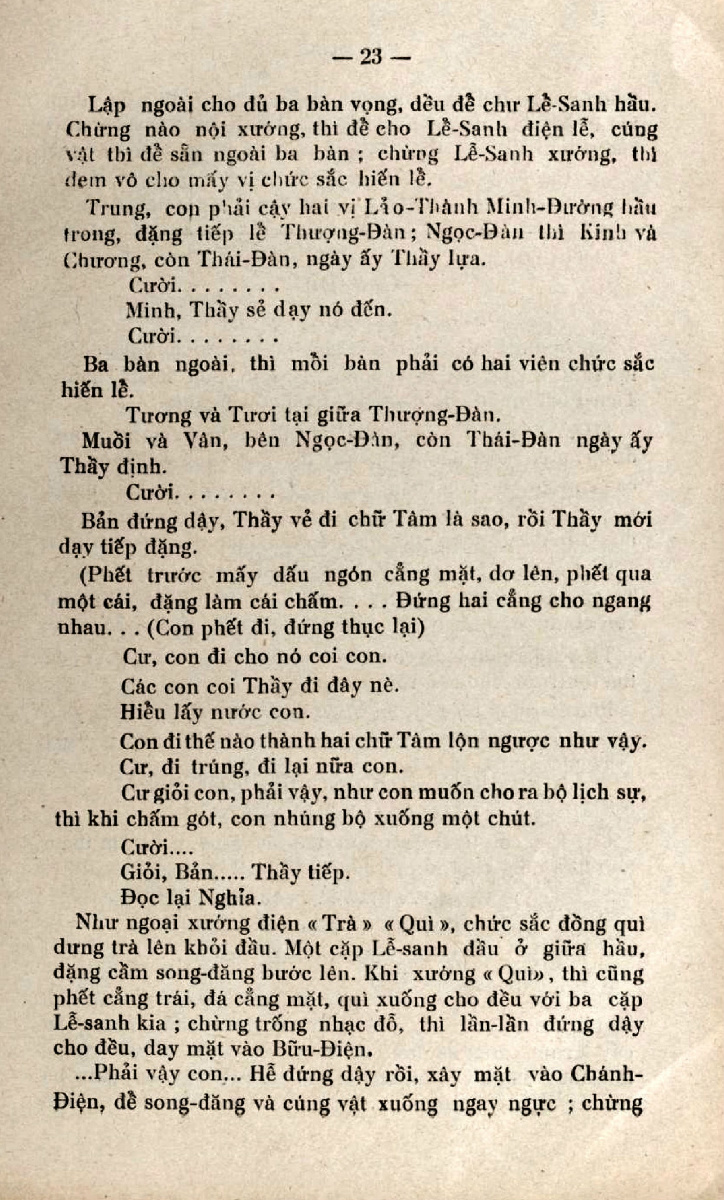 — 23 —
Lập ngoài cho đủ ba bàn vọng, đều để chư Lễ-Sanh hầu.
Chừng nào nội xướng, thì để cho Lễ-Sanh điện lễ, cúng
vật thì để sẵn ngoài ba bàn ; chừng Lễ-Sanh xướng, thì
đem vô cho mấy vị chức sắc hiến lễ.
Trung, con phải cậy hai vị Lảo-Thành Minh-Đường hầu
trong, đặng tiếp lễ Thượng-Đàn ; Ngọc-Đàn thì Kinh và
Chương, còn Thái-Đàn, ngày ấy Thầy lựa.
Cười. . . . . . . .
Minh, Thầy sẻ dạy nó đến.
Cười. . . . . . . .
Ba bàn ngoài, thì mỗi bàn phải có hai viên chức sắc
hiến lễ.
Tương và Tươi tại giữa Thượng-Đàn.
Muồi và Vân, bên Ngọc-Đàn, còn Thái-Đàn ngày ấy
Thầy định.
Cười. . . . . . . .
Bản đứng dậy, Thầy vẻ đi chữ Tâm là sao, rồi Thầy mới
dạy tiếp đặng.
(Phết trước mấy dấu ngón cẳng mặt, dơ lên, phết qua
một cái, đặng làm cái chấm. . . . Đứng hai cẳng cho ngang
nhau. . . (Con phết đi, đứng thục lại)
Cư, con đi cho nó coi con.
Các con coi Thầy đi đây nè.
Hiểu lấy nước con.
Con đi thế nào thành hai chữ Tâm lộn ngược như vậy.
Cư, đi trúng, đi lại nữa con.
Cư giỏi con, phải vậy, như con muốn cho ra bộ lịch sự,
thì khi chấm gót, con nhúng bộ xuống một chút.
Cười....
Giỏi, Bản..... Thầy tiếp.
Đọc lại Nghĩa.
Như ngoại xướng điện « Trà » « Quì », chức sắc đồng quì
dưng trà lên khỏi đầu. Một cặp Lễ-sanh đầu ở giữa hầu,
đặng cầm song-đăng bước lên. Khi xướng « Quì», thì cũng
phết cẳng trái, đá cẳng mặt, quì xuống cho đều với ba cặp
Lễ-sanh kia ; chừng trống nhạc đổ, thì lần-lần đứng dậy
cho đều, day mặt vào Bữu-Điện.
...Phải vậy con... Hễ đứng dậy rồi, xây mặt vào Chánh-
Điện, để song-đăng và cúng vật xuống ngay ngực ; chừng